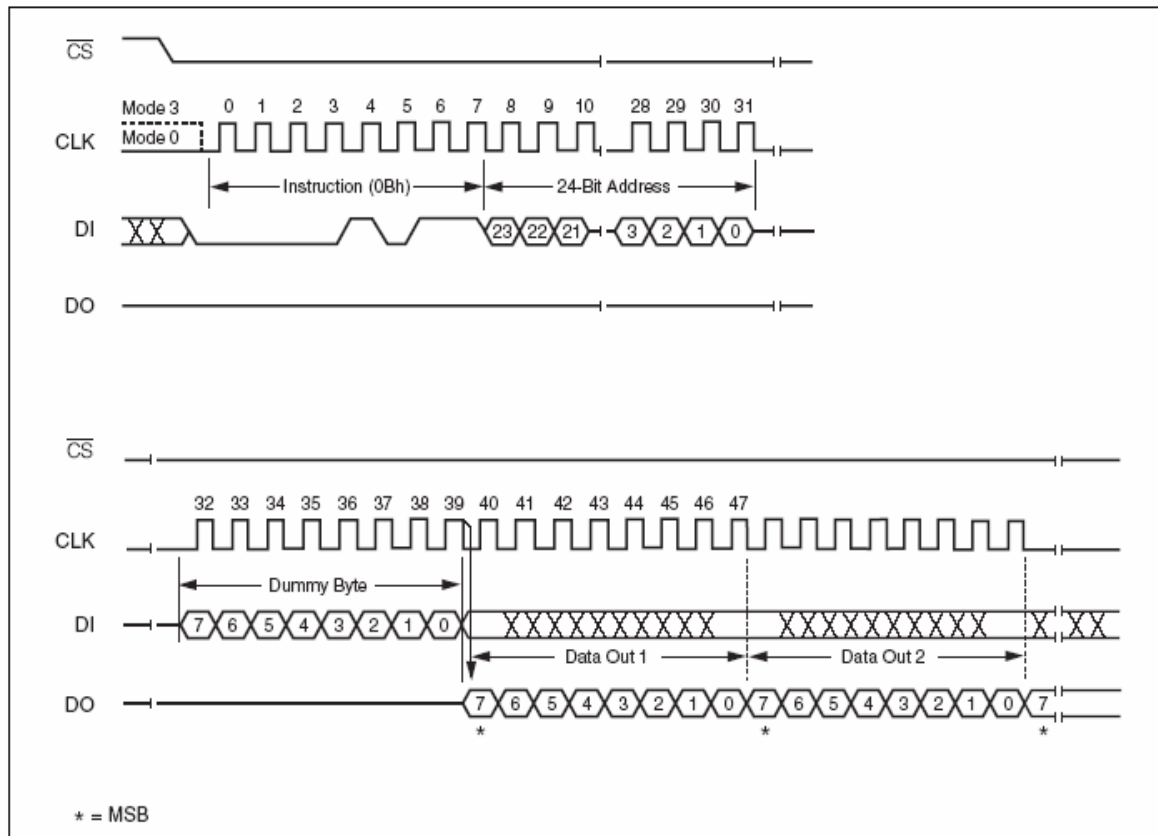 CS
Mode 3 0 1 2 3 4 5 6 7 8 9 10 28 29 30 31
CLK Mode 0
Instruction (0Bh) 24-Bit Address
DI 23 22 21 3 2 1 0
DO
CS
32 33 34 35 36 37 38 39 40 41 42 43 44 45 46 47
CLK
Dummy Byte
DI 7 6 5 4 3 2 1 0
Data Out 1 Data Out 2
DO 7 6 5 4 3 2 1 0 7 6 5 4 3 2 1 0 7
* * *
* = MSB